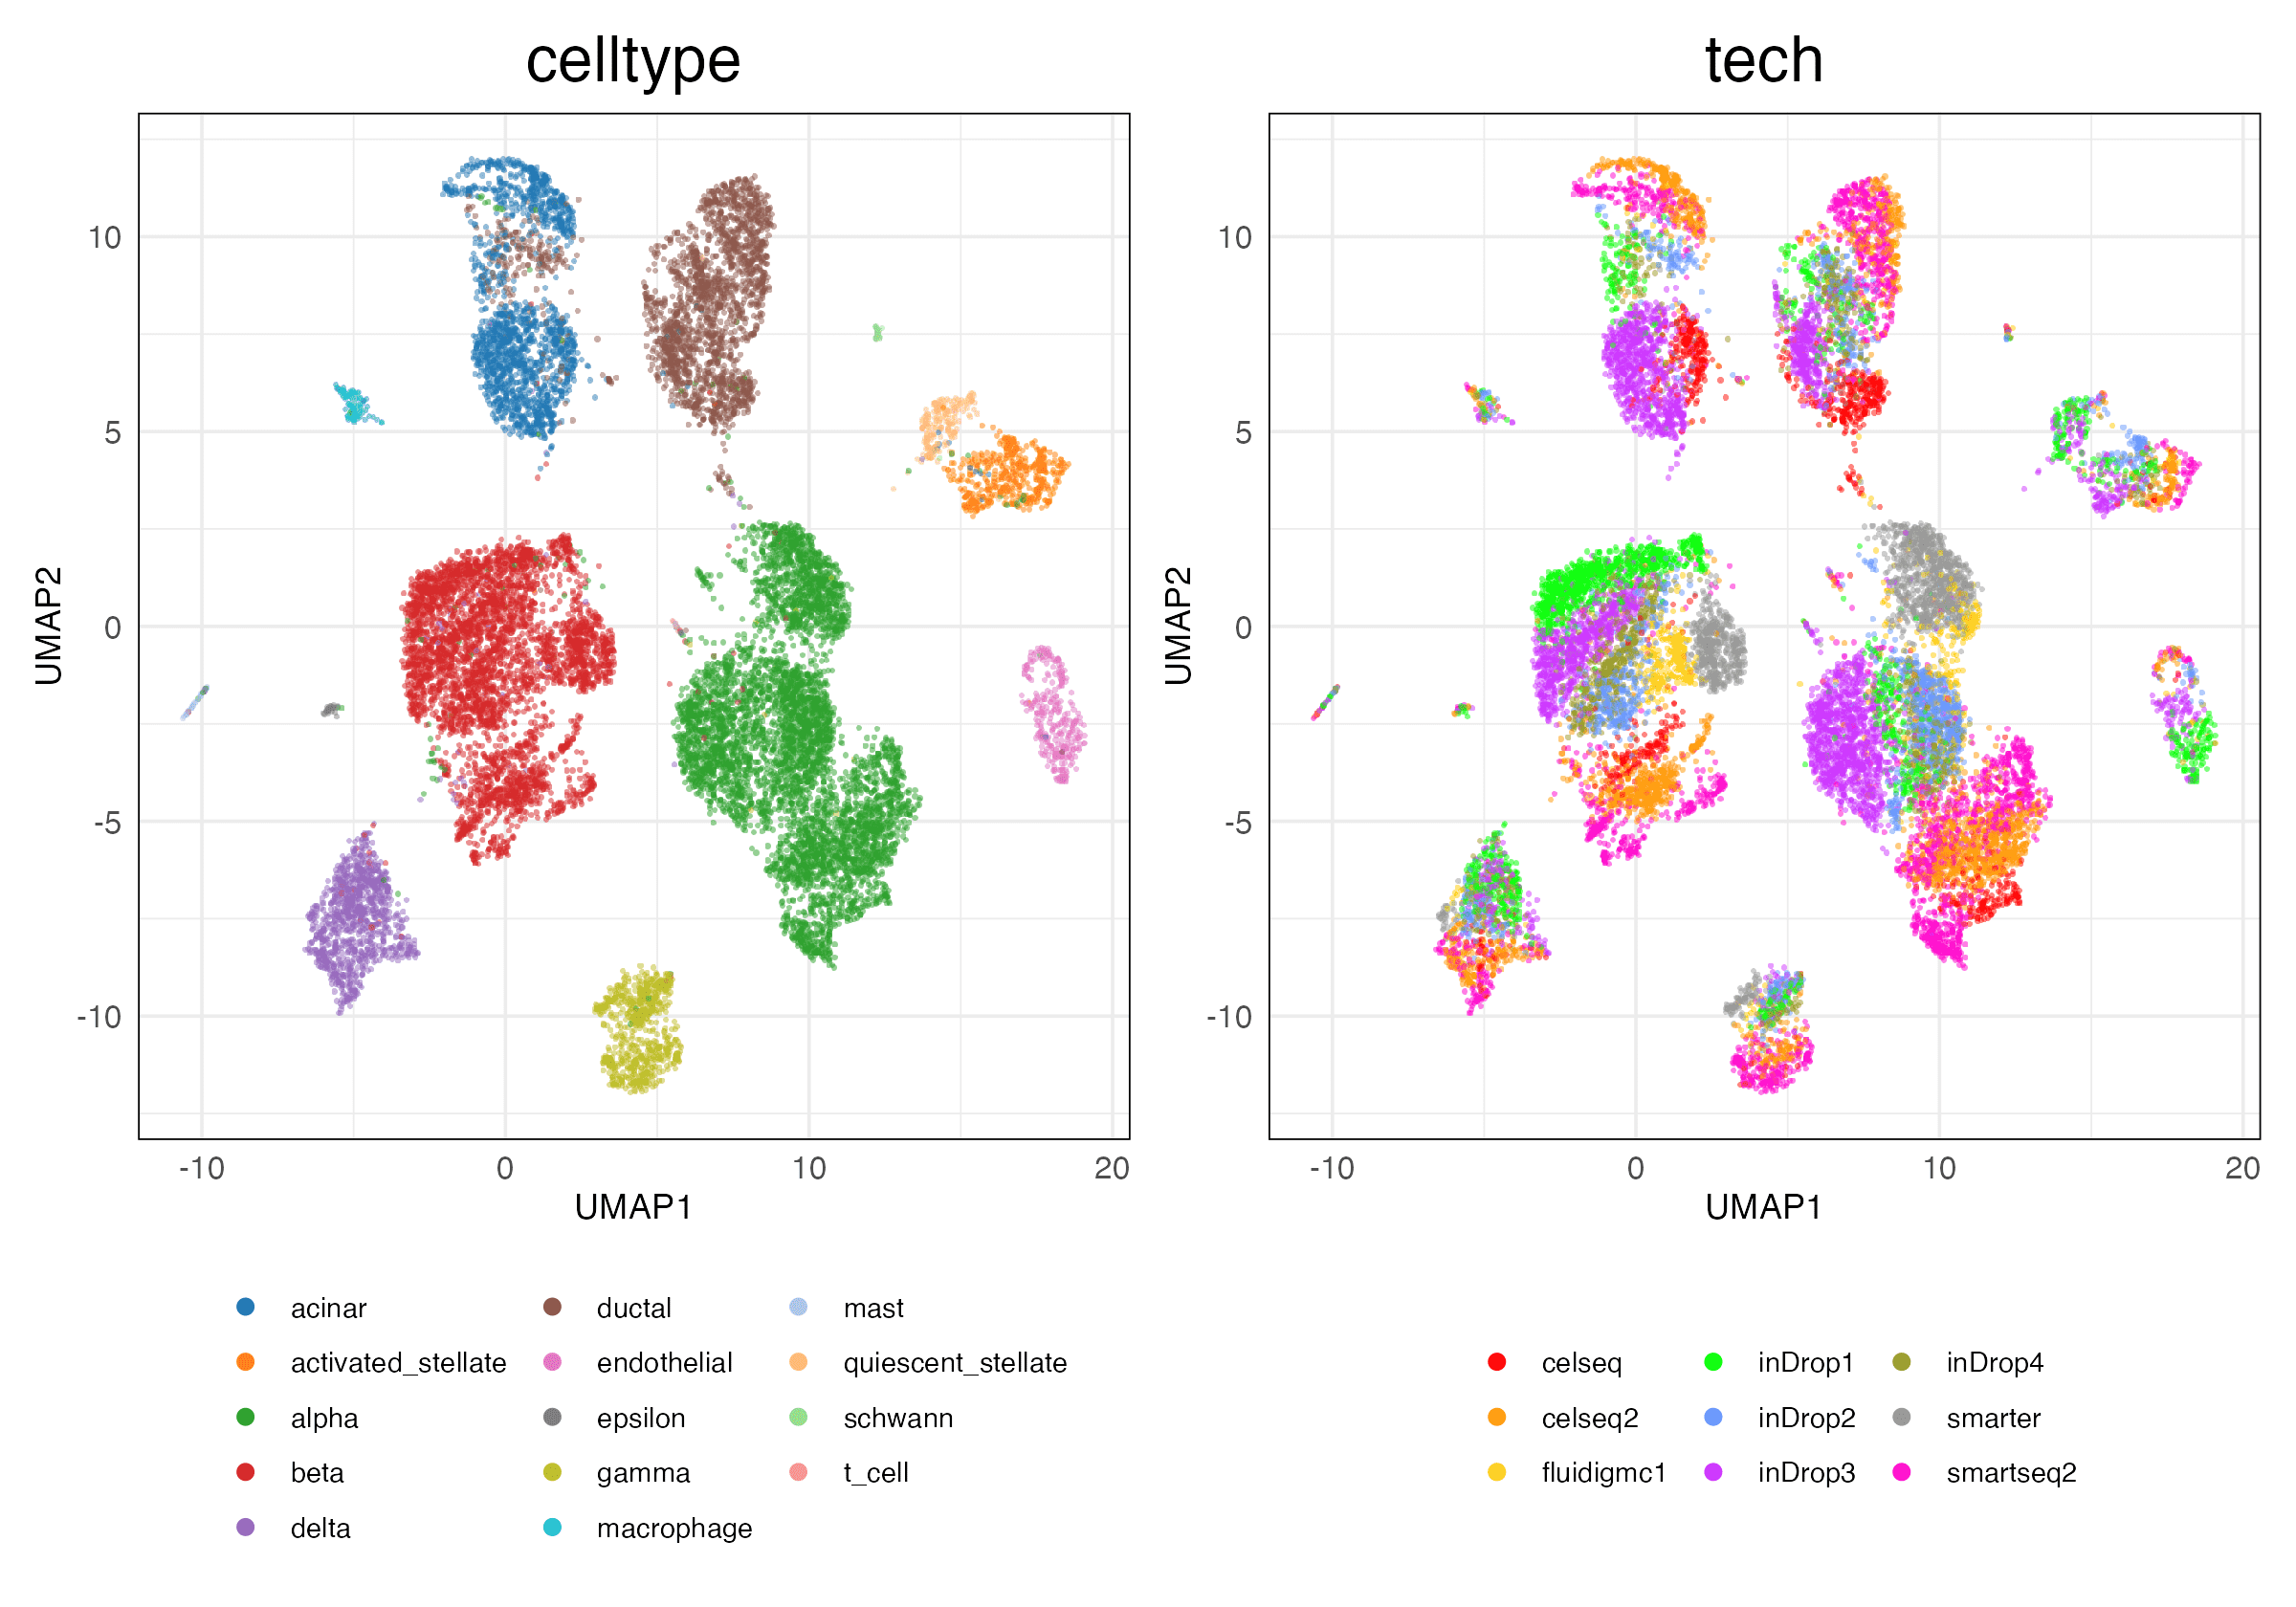 celltype
tech
10
5
0
-5
-10
UMAP2
-10
0
10
20
UMAP1
10
5
0
-5
-10
UMAP2
-10
0
10
20
UMAP1
acinar
ductal
mast
activated_stellate
endothelial
quiescent_stellate
alpha
epsilon
schwann
beta
gamma
t_cell
delta
macrophage
celseq
inDrop1
inDrop4
celseq2
inDrop2
smarter
fluidigmc1
inDrop3
smartseq2